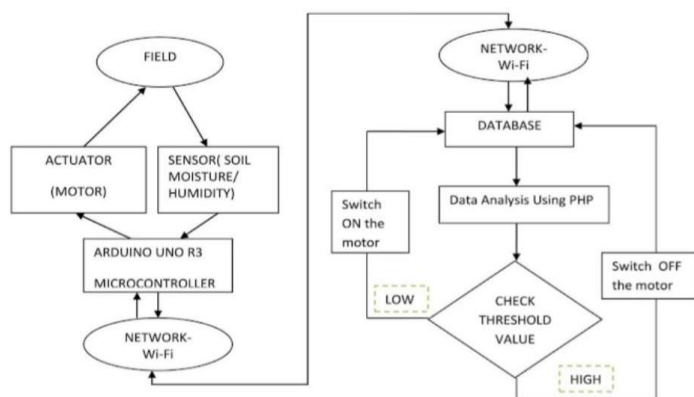 FIELD
ACTUATOR
(MOTOR)
SENSOR( SOIL
MOISTURE/
HUMIDITY)
ARDUINO UNO R3
MICROCONTROLLER
NETWORK-
Wi-Fi
NETWORK-
Wi-Fi
DATABASE
Data Analysis Using PHP
Switch
ON the
motor
Switch OFF
the motor
LOW
CHECK
THRESHOLD
VALUE
HIGH